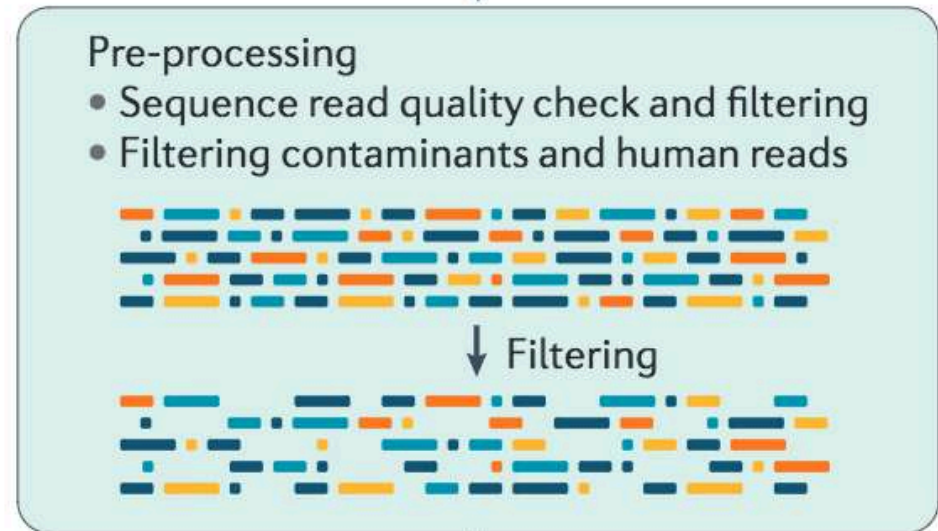 Pre-processing
• Sequence read quality check and filtering
• Filtering contaminants and human reads
Filtering